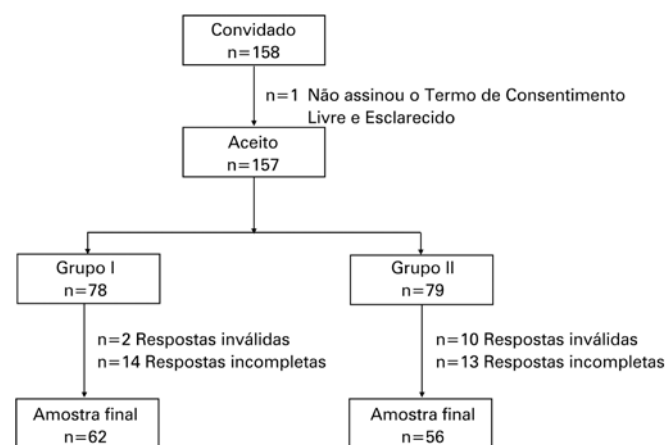 Convidado
n=158
n=1 Não assinou o Termo de Consentimento
Livre e Esclarecido
Aceito
n=157
Grupo I
n=78
Grupo II
n=79
n=2 Respostas inválidas
n=14 Respostas incompletas
n=10 Respostas inválidas
n=13 Respostas incompletas
Amostra final
n=62
Amostra final
n=56